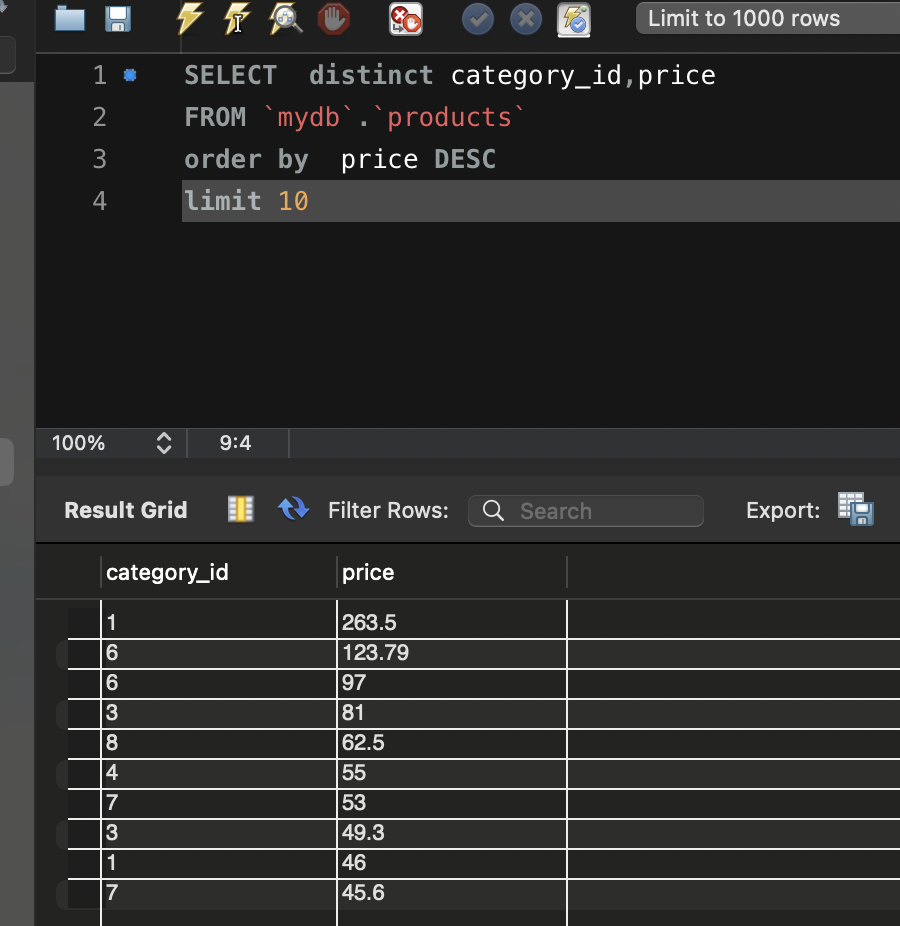 Limit to 1000 rows
1 SELECT  distinct category_id,price
2 FROM `mydb`.`products`
3 order by  price DESC
4 limit 10
100% 9:4
Result Grid Filter Rows: Search Export:
category_id price
1 263.5
6 123.79
6 97
3 81
8 62.5
4 55
7 53
3 49.3
1 46
7 45.6